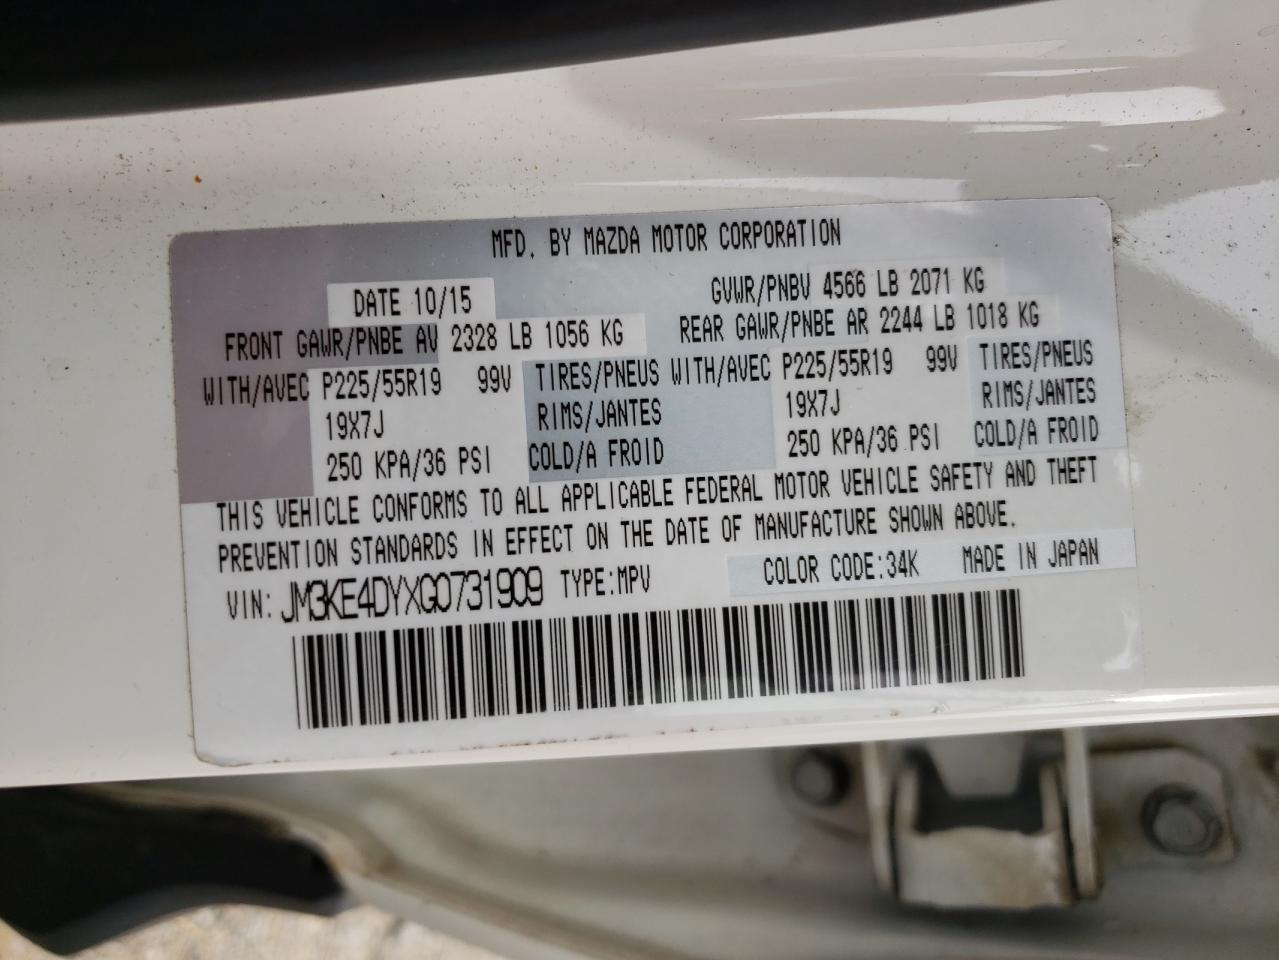 MFD. BY MAZDA MOTOR CORPORATION
DATE 10/15 GVWR/PNBV 4566 LB 2071 KG
FRONT GAWR/PNBE AV 2328 LB 1056 KG REAR GAWR/PNBE AR 2244 LB 1018 KG
WITH/AVEC P225/55R19 99V TIRES/PNEUS WITH/AVEC P225/55R19 99V TIRES/PNEUS
19X7J RIMS/JANTES 19X7J RIMS/JANTES
250 KPA/36 PSI COLD/A FROID 250 KPA/36 PSI COLD/A FROID
THIS VEHICLE CONFORMS TO ALL APPLICABLE FEDERAL MOTOR VEHICLE SAFETY AND THEFT
PREVENTION STANDARDS IN EFFECT ON THE DATE OF MANUFACTURE SHOWN ABOVE.
VIN: JM3KE4DYXG0731909 TYPE:MPV COLOR CODE:34K MADE IN JAPAN